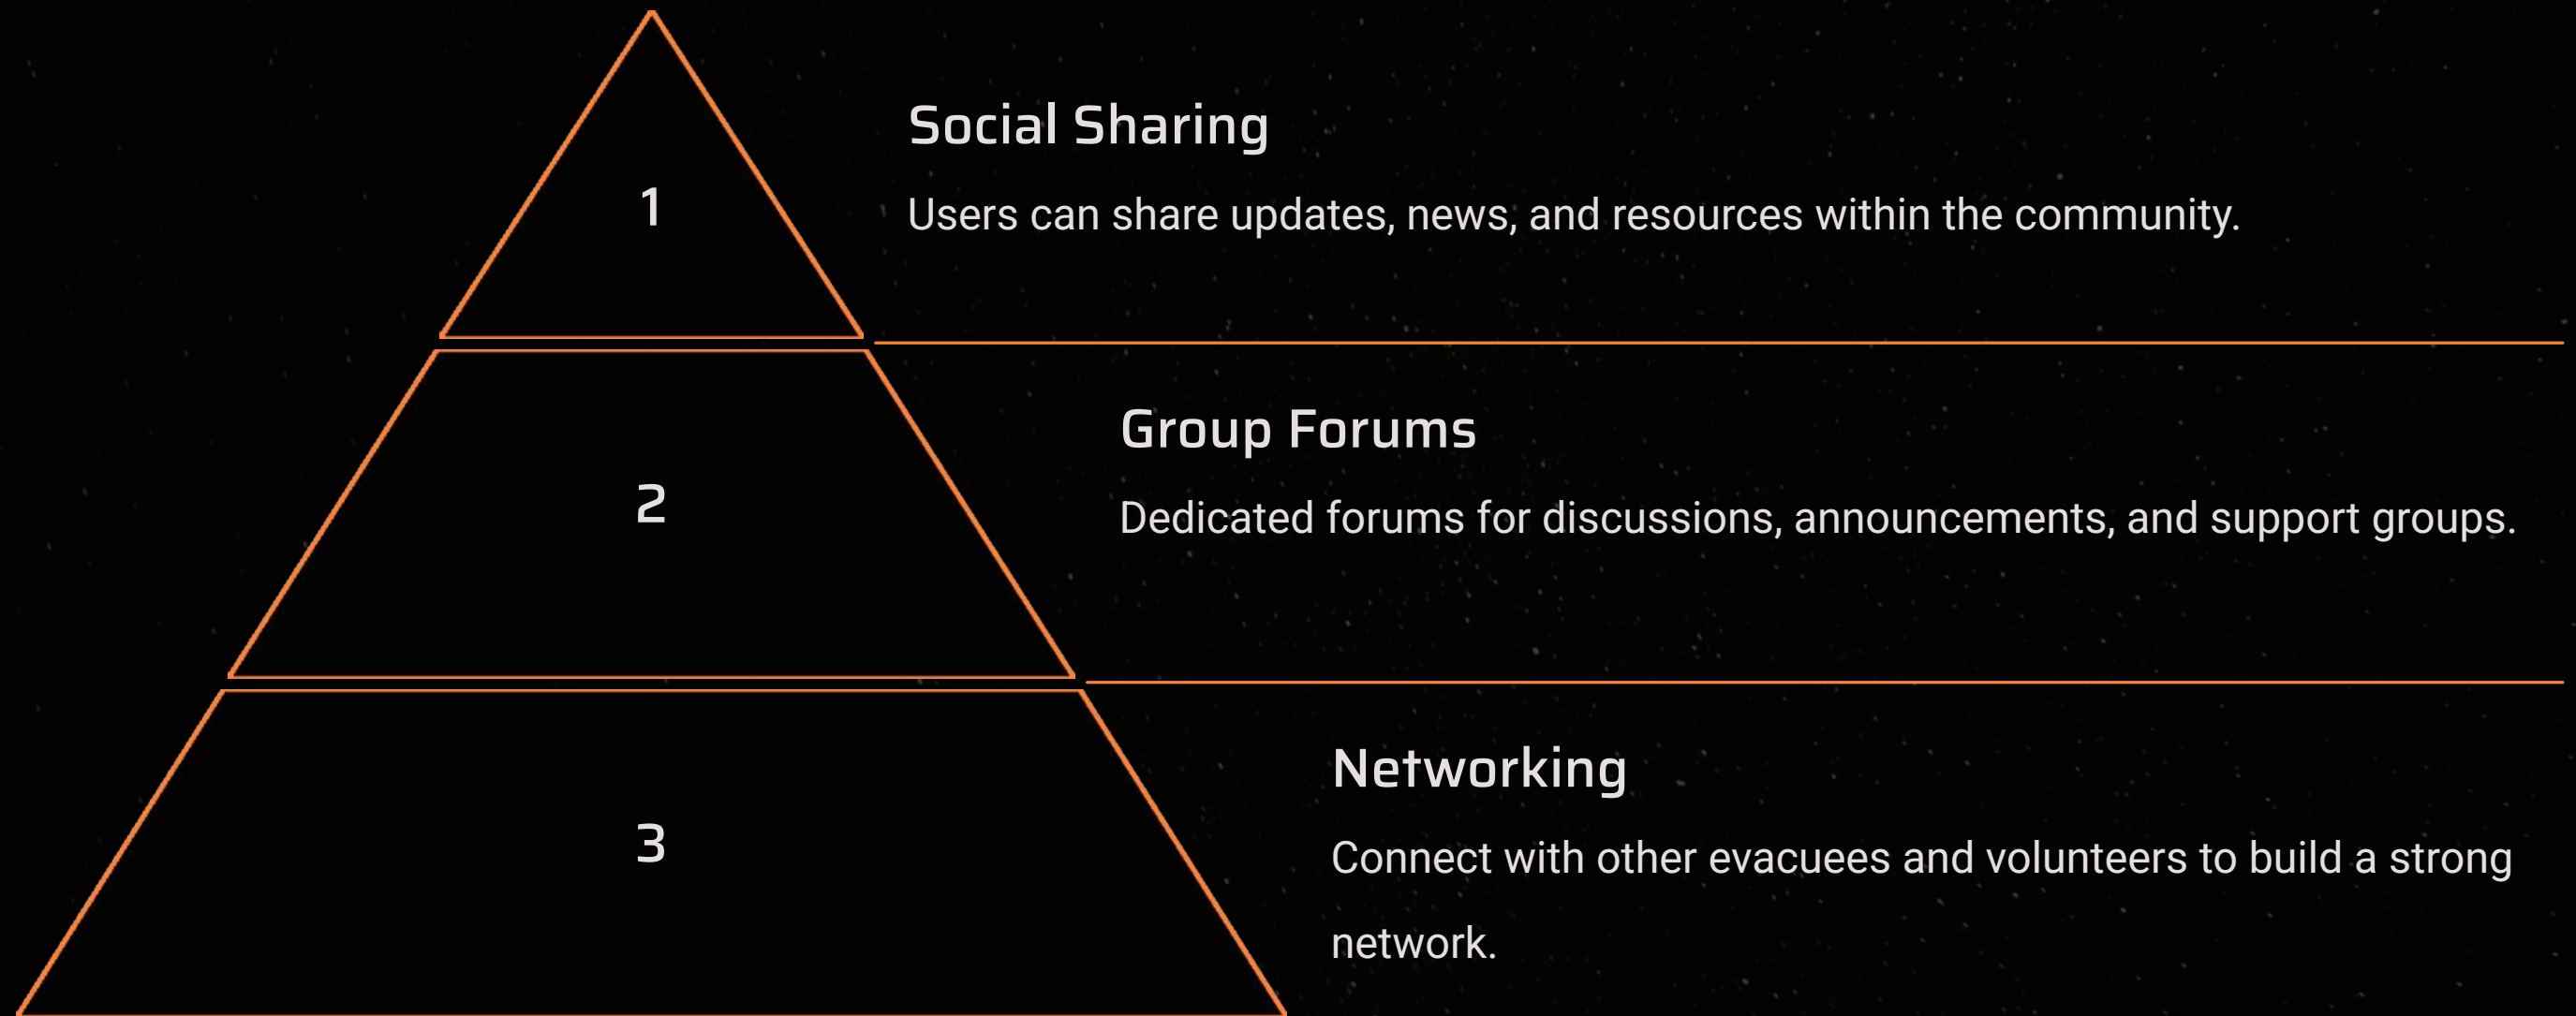 1
Social Sharing
Users can share updates, news, and resources within the community.
2
Group Forums
Dedicated forums for discussions, announcements, and support groups.
3
Networking
Connect with other evacuees and volunteers to build a strong
network.